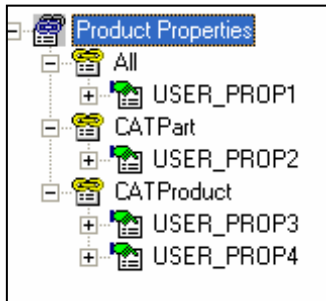 Product Properties
All
USER_PROP1
CATPart
USER_PROP2
CATProduct
USER_PROP3
USER_PROP4